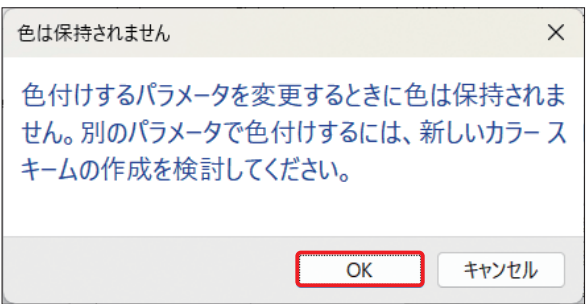 色は保持されません
色付けするパラメータを変更するときに色は保持されま
せん。別のパラメータで色付けするには、新しいカラー ス
キームの作成を検討してください。
OK
キャンセル